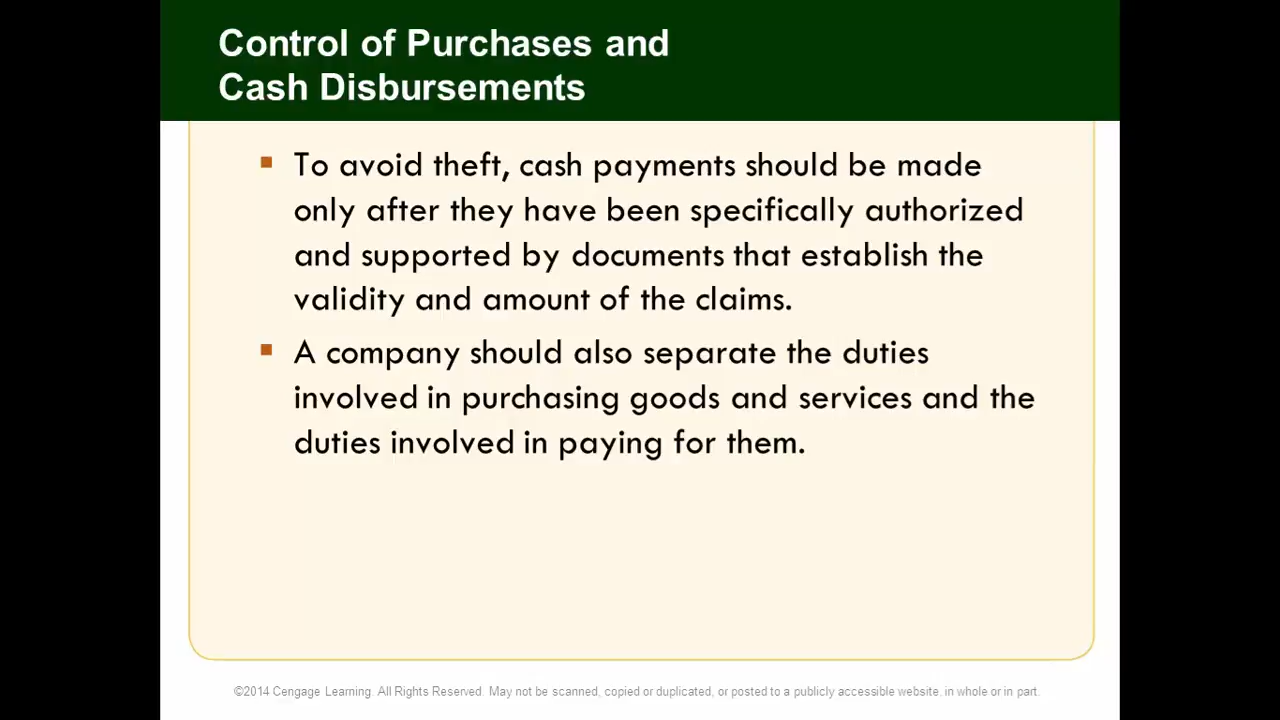 Control of Purchases and
Cash Disbursements
To avoid theft, cash payments should be made
only after they have been specifically authorized
and supported by documents that establish the
validity and amount of the claims.
A company should also separate the duties
involved in purchasing goods and services and the
duties involved in paying for them.
©2014 Cengage Learning. All Rights Reserved. May not be scanned, copied or duplicated, or posted to a publicly accessible website, in whole or in part.